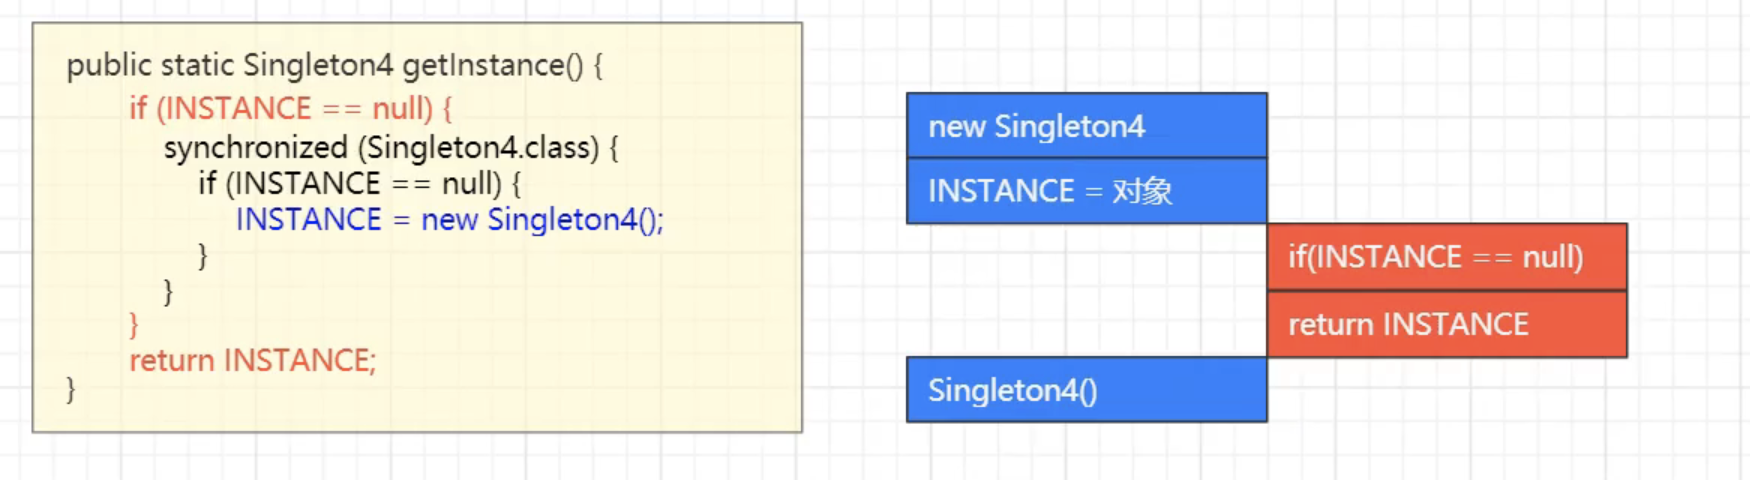 public static Singleton4 getInstance() {
if (INSTANCE == null) {
synchronized (Singleton4.class) {
if (INSTANCE == null) {
INSTANCE = new Singleton4();
}
}
}
return INSTANCE;
}
new Singleton4
INSTANCE = 对象
if(INSTANCE == null)
return INSTANCE
Singleton4()